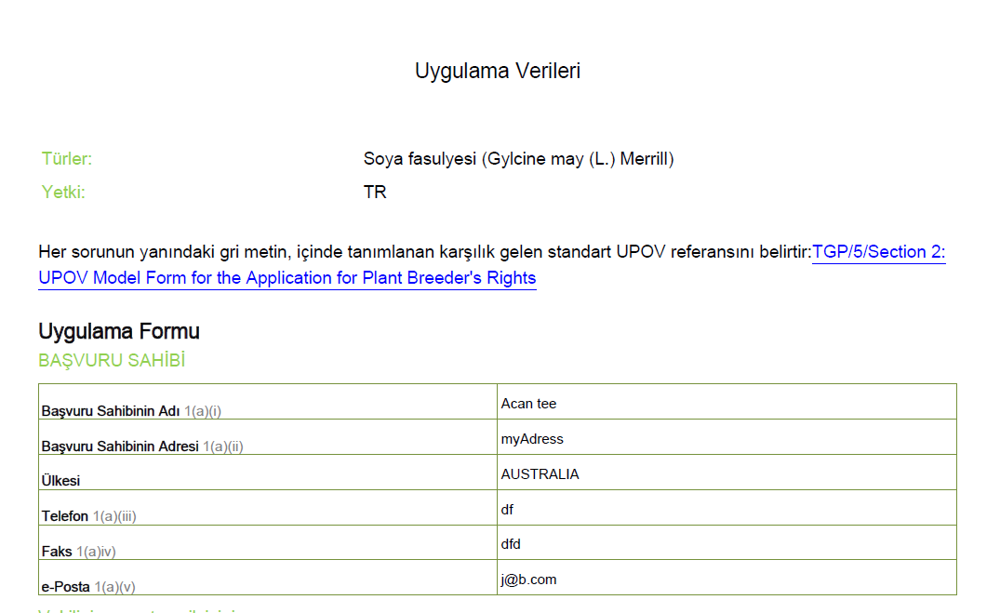 Uygulama Verileri
Türler: Soya fasulyesi (Gylcine may (L.) Merrill)
Yetki: TR
Her sorunun yanındaki gri metin, içinde tanımlanan karşılık gelen standart UPOV referansını belirtir:TGP/5/Section 2:
UPOV Model Form for the Application for Plant Breeder's Rights
Uygulama Formu
BAŞVURU SAHİBİ
Başvuru Sahibinin Adı 1(a)(i) Acan tee
Başvuru Sahibinin Adresi 1(a)(ii) myAdress
Ülkesi AUSTRALIA
Telefon 1(a)(iii) df
Faks 1(a)iv) dfd
e-Posta 1(a)(v) j@b.com